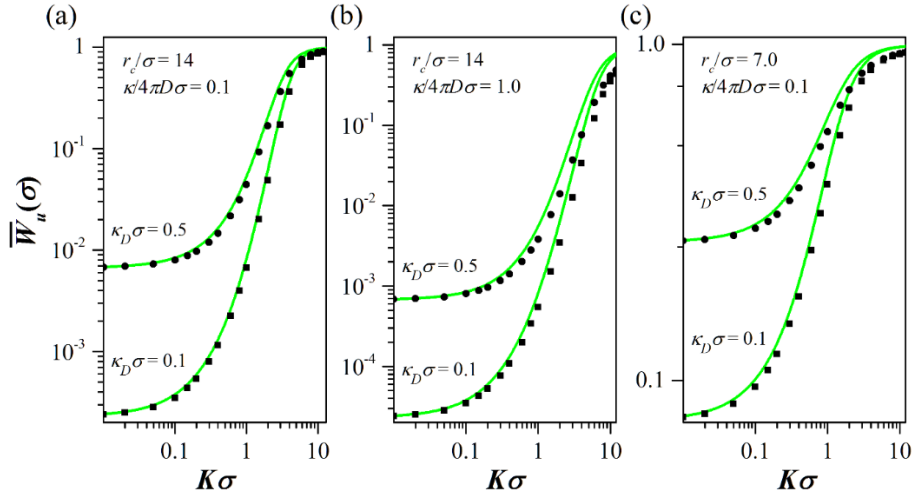 (a)
(b)
(c)
r_c/σ = 14
κ/4πDσ = 0.1
r_c/σ = 14
κ/4πDσ = 1.0
r_c/σ = 7.0
κ/4πDσ = 0.1
1
10⁻¹
10⁻²
10⁻³
10⁰
10⁻¹
10⁻²
10⁻³
10⁻⁴
1.0
0.1
W̅_u(σ)
κ_Dσ = 0.5
κ_Dσ = 0.1
κ_Dσ = 0.5
κ_Dσ = 0.1
κ_Dσ = 0.5
κ_Dσ = 0.1
0.1 1 10
0.1 1 10
0.1 1 10
Kσ
Kσ
Kσ